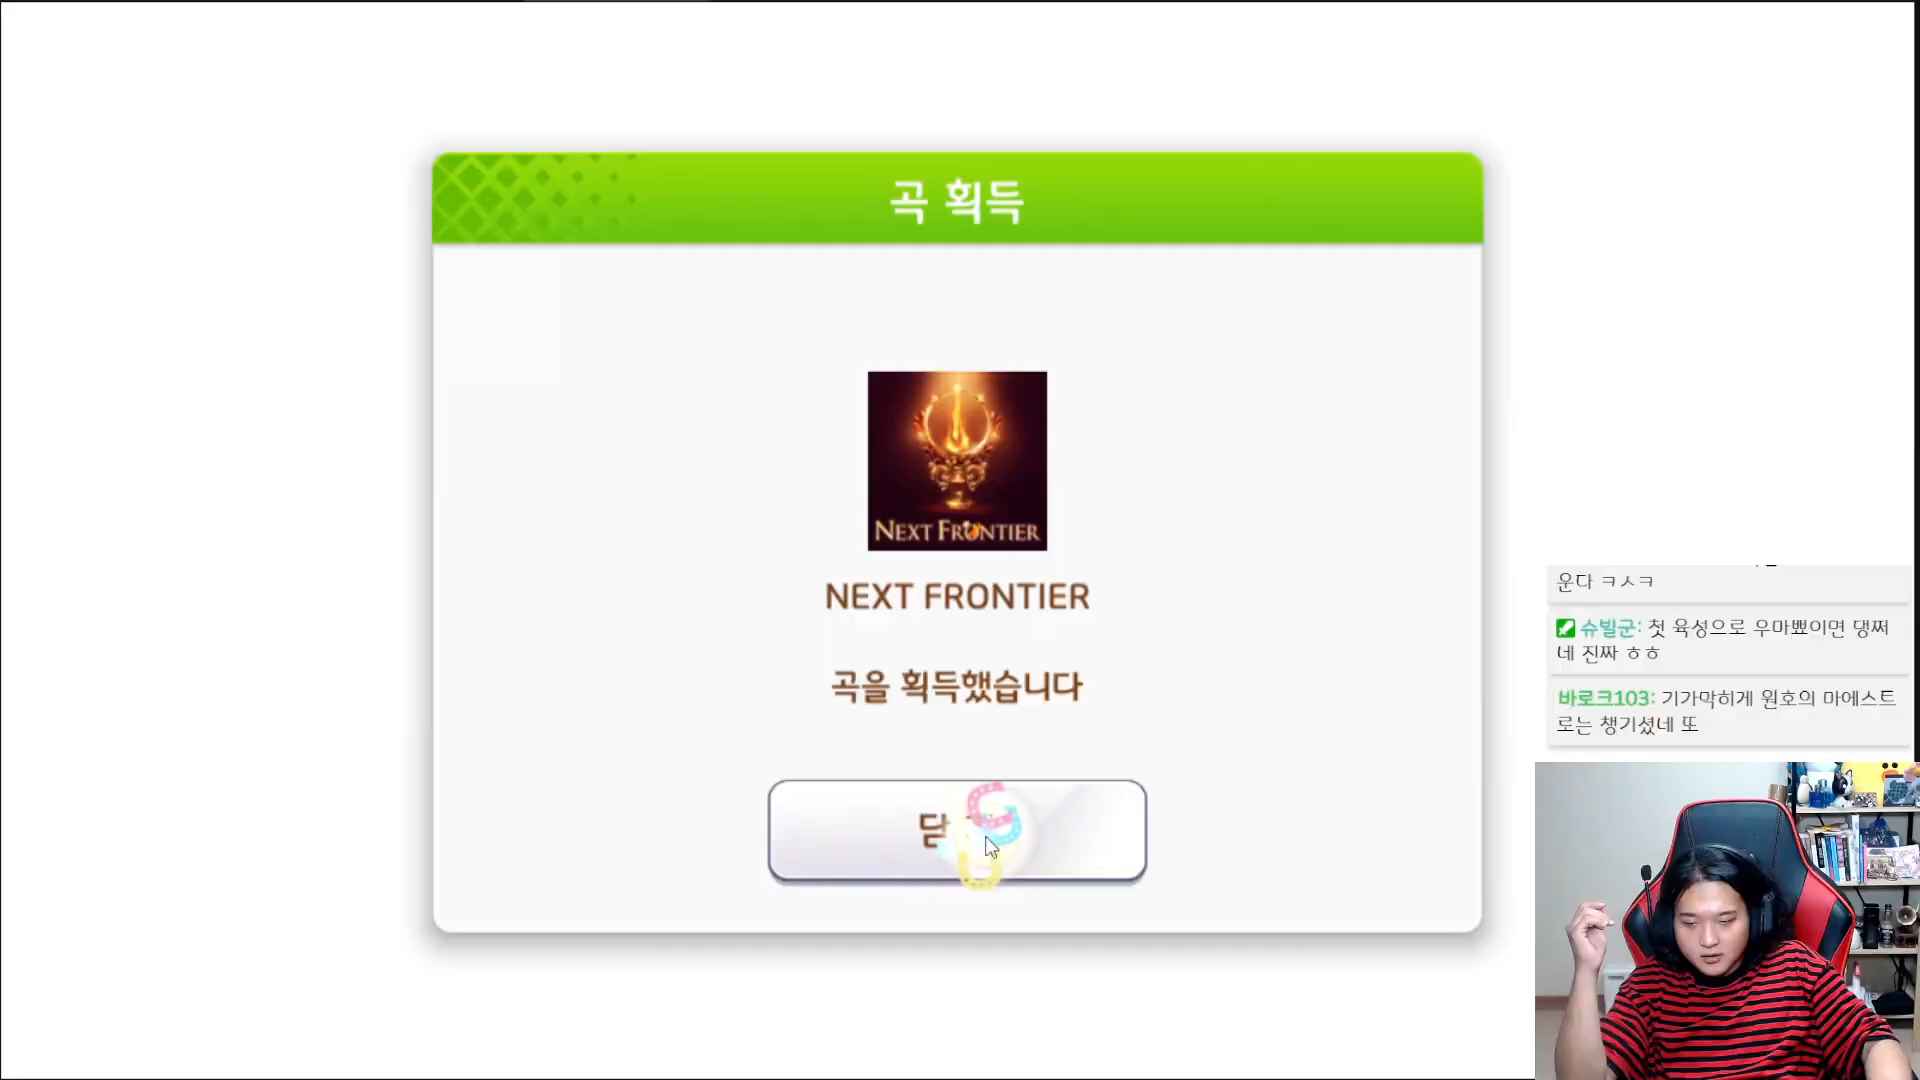 곡 획득
NEXT FRONTIER
NEXT FRONTIER
곡을 획득했습니다
운다 ㅋㅅㅋ
슈빌군: 첫 육성으로 우마뾰이면 댕쩌
네 진짜 ㅎㅎ
바로크103: 기가막히게 원호의 마에스트
로는 챙기셨네 또